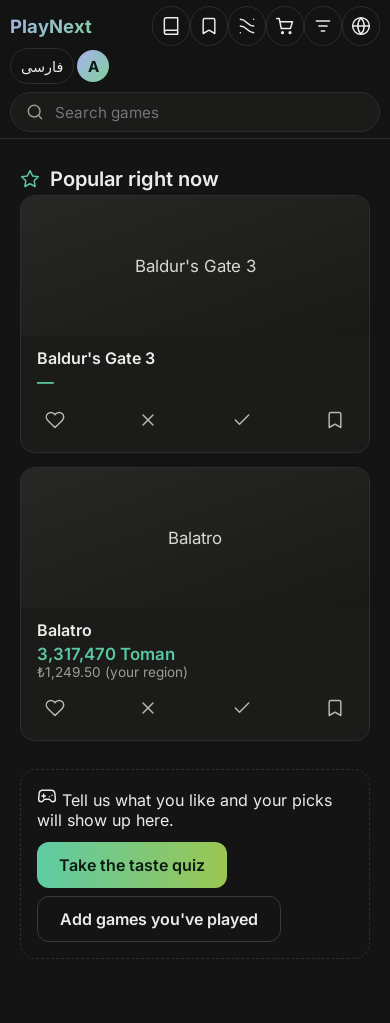 PlayNext
فارسی
A
Search games
Popular right now
Baldur's Gate 3
Baldur's Gate 3
—
Balatro
Balatro
3,317,470 Toman
₺1,249.50 (your region)
Tell us what you like and your picks
will show up here.
Take the taste quiz
Add games you've played